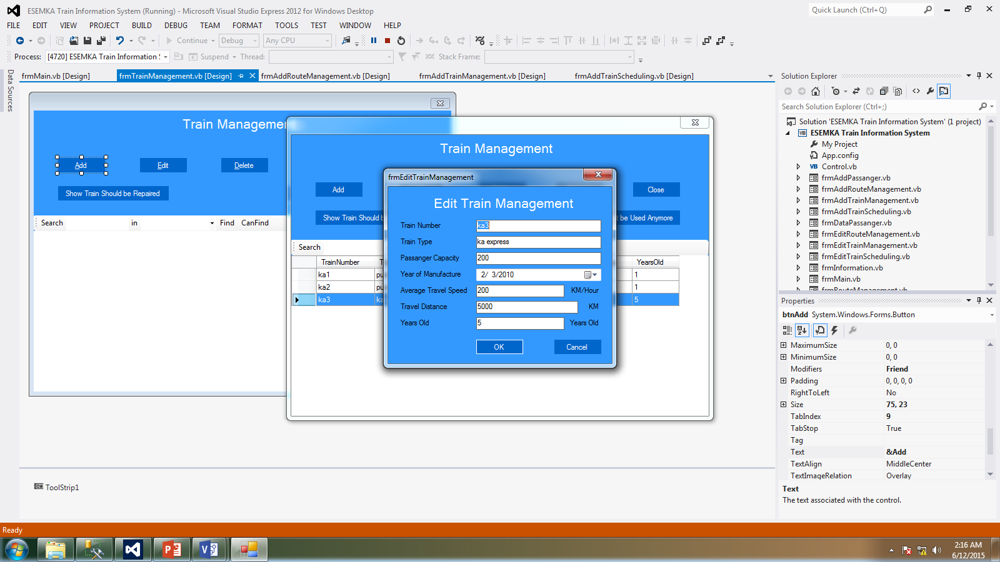 ESEMKA Train Information System (Running) - Microsoft Visual Studio Express 2012 for Windows Desktop
Quick Launch (Ctrl+Q)
FILE EDIT VIEW PROJECT BUILD DEBUG TEAM FORMAT TOOLS TEST WINDOW HELP
Continue Debug Any CPU
Process: [4720] ESEMKA Train Information Suspend Thread: Stack Frame:
Data Sources
frmMain.vb [Design] frmTrainManagement.vb [Design] frmAddRouteManagement.vb [Design] frmAddTrainManagement.vb [Design] frmAddTrainScheduling.vb [Design]
Train Managemen
Add Edit Delete
Show Train Should be Repaired
Search in Find CanFind
Train Management
Add Close
Show Train Should b t be Used Anymore
Search
TrainNumber T YearsOld
ka1 pu 1
ka2 pu 1
ka3 ka 5
frmEditTrainManagement
Edit Train Management
Train Number ka3
Train Type ka express
Passanger Capacity 200
Year of Manufacture 2/ 3/2010
Average Travel Speed 200 KM/Hour
Travel Distance 5000 KM
Years Old 5 Years Old
OK Cancel
ToolStrip1
Solution Explorer
Search Solution Explorer (Ctrl+;)
Solution 'ESEMKA Train Information System' (1 project)
VB ESEMKA Train Information System
My Project
App.config
VB Control.vb
frmAddPassanger.vb
frmAddRouteManagement.vb
frmAddTrainManagement.vb
frmAddTrainScheduling.vb
frmDataPassanger.vb
frmEditRouteManagement.vb
frmEditTrainManagement.vb
frmEditTrainScheduling.vb
frmInformation.vb
frmMain.vb
frmRouteManagement.vb
Properties
btnAdd System.Windows.Forms.Button
MaximumSize 0, 0
MinimumSize 0, 0
Modifiers Friend
Padding 0, 0, 0, 0
RightToLeft No
Size 75, 23
TabIndex 9
TabStop True
Tag
Text &Add
TextAlign MiddleCenter
TextImageRelation Overlay
Text
The text associated with the control.
Ready
2:16 AM
6/12/2015